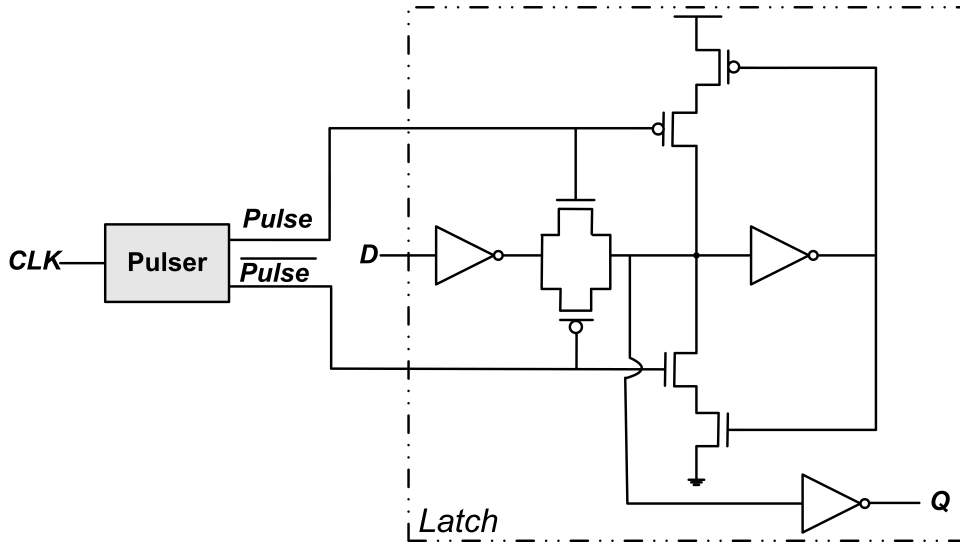 Pulse
CLK
Pulser
D
Pulse
Latch
Q